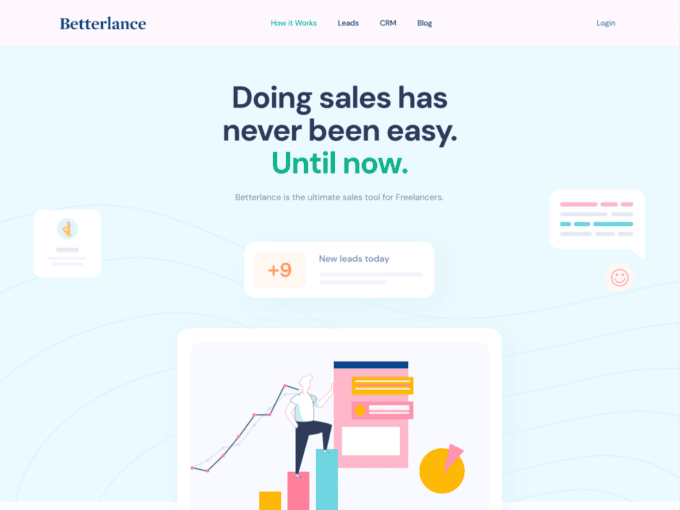 Betterlance
How it Works
Leads
CRM
Blog
Login
Doing sales has
never been easy.
Until now.
Betterlance is the ultimate sales tool for Freelancers.
+9
New leads today